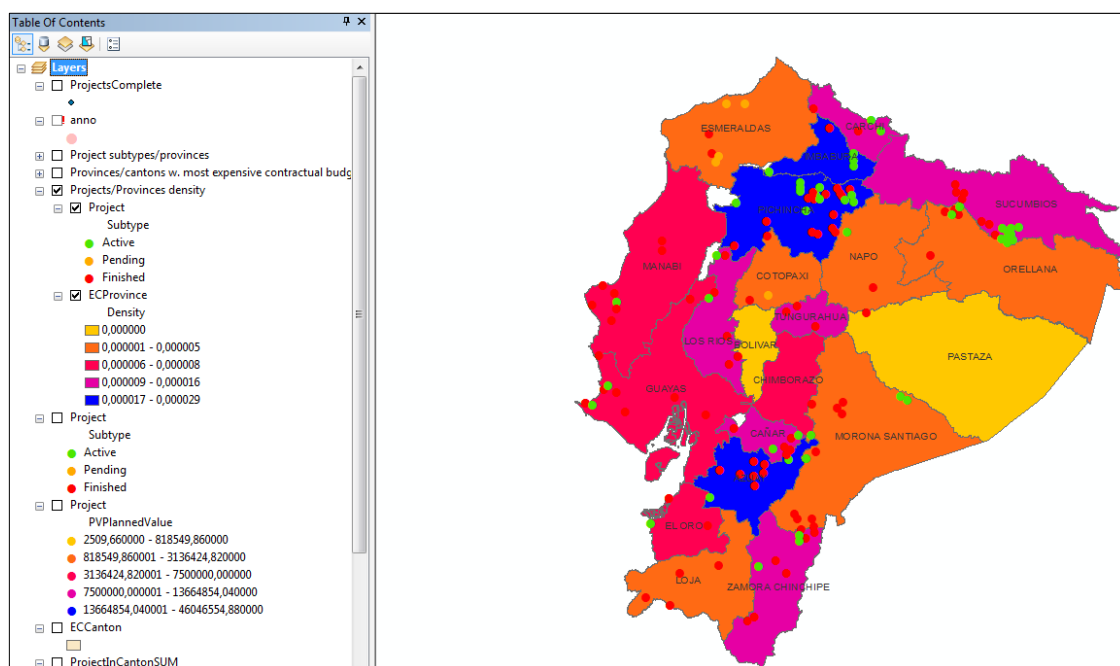 Table Of Contents
Layers
ProjectsComplete
anno
Project subtypes/provinces
Provinces/cantons w. most expensive contractual budg
Projects/Provinces density
Project
Subtype
Active
Pending
Finished
ECProvince
Density
0,000000
0,000001 - 0,000005
0,000006 - 0,000008
0,000009 - 0,000016
0,000017 - 0,000029
Project
Subtype
Active
Pending
Finished
Project
PVPlannedValue
2509,660000 - 818549,860000
818549,860001 - 3136424,820000
3136424,820001 - 7500000,000000
7500000,000001 - 13664854,040000
13664854,040001 - 46046554,880000
ECCanton
ProjectInCantonSUM
ESMERALDAS
CARCHI
IMBABURA
SUCUMBIOS
PICHINCHA
NAPO
MANABI
COTOPAXI
ORELLANA
TUNGURAHUA
LOS RIOS
BOLIVAR
PASTAZA
CHIMBORAZO
GUAYAS
CAÑAR
MORONA SANTIAGO
EL ORO
LOJA
ZAMORA CHINCHIPE